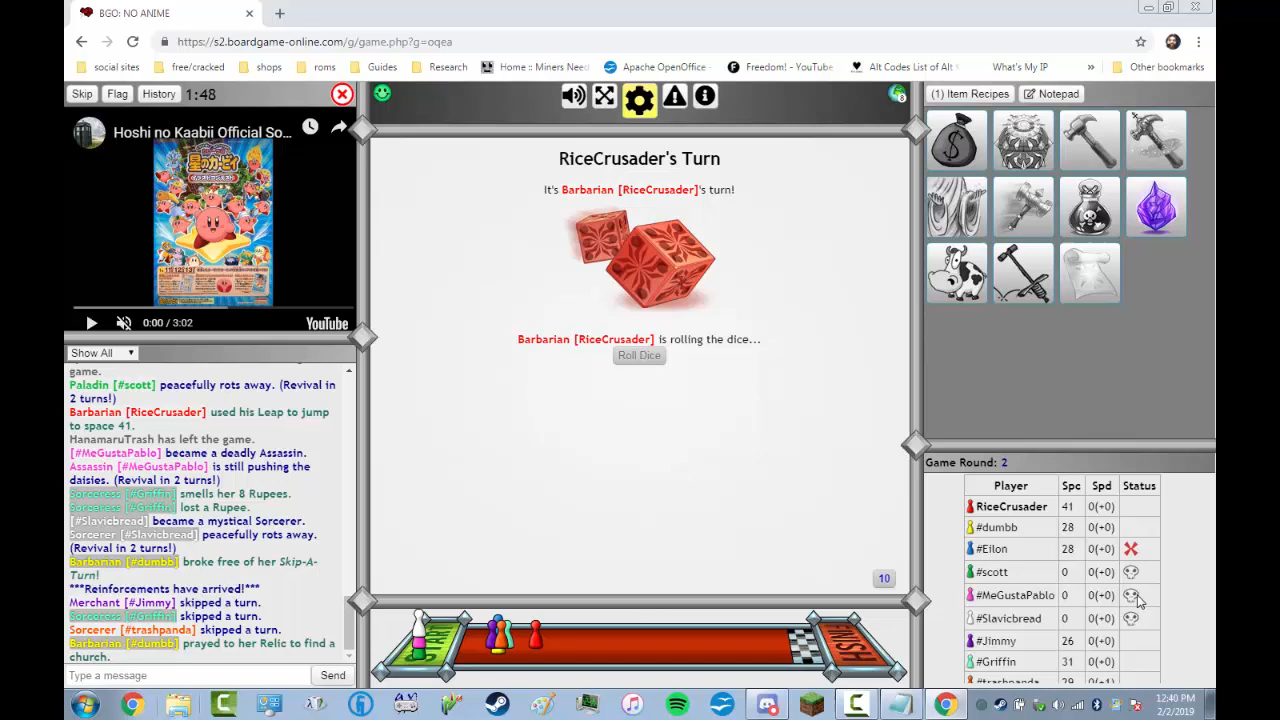 BGO: NO ANIME
https://s2.boardgame-online.com/g/game.php?g=oqea
social sites
free/cracked
shops
roms
Guides
Research
Home :: Miners Nee
Apache OpenOffice -
Freedom! - YouTube
Alt Codes List of Alt
What's My IP
»
Other bookmarks
Skip
Flag
History
1:48
Hoshi no Kaabii Official So...
0:00 / 3:02
YouTube
Show All
game.
Paladin [#scott] peacefully rots away. (Revival in
2 turns!)
Barbarian [RiceCrusader] used his Leap to jump
to space 41.
HanamaruTrash has left the game.
[#MeGustaPablo] became a deadly Assassin.
Assassin [#MeGustaPablo] is still pushing the
daisies. (Revival in 2 turns!)
Sorceress [#Griffin] smells her 8 Rupees.
Sorceress [#Griffin] lost a Rupee.
[#Slavicbread] became a mystical Sorcerer.
Sorcerer [#Slavicbread] peacefully rots away.
(Revival in 2 turns!)
Barbarian [#dumbb] broke free of her Skip-A-
Turn!
***Reinforcements have arrived!***
Merchant [#Jimmy] skipped a turn.
Sorceress [#Griffin] skipped a turn.
Sorcerer [#trashpanda] skipped a turn.
Barbarian [#dumbb] prayed to her Relic to find a
church.
Type a message
Send
RiceCrusader's Turn
It's Barbarian [RiceCrusader]'s turn!
Barbarian [RiceCrusader] is rolling the dice...
Roll Dice
10
START
FINISH
(1) Item Recipes
Notepad
Game Round: 2
Player Spc Spd Status
RiceCrusader 41 0(+0)
#dumbb 28 0(+0)
#Eilon 28 0(+0)
#scott 0 0(+0)
#MeGustaPablo 0 0(+0)
#Slavicbread 0 0(+0)
#Jimmy 26 0(+0)
#Griffin 31 0(+0)
#trashpanda 29 0(+1)
12:40 PM
2/2/2019